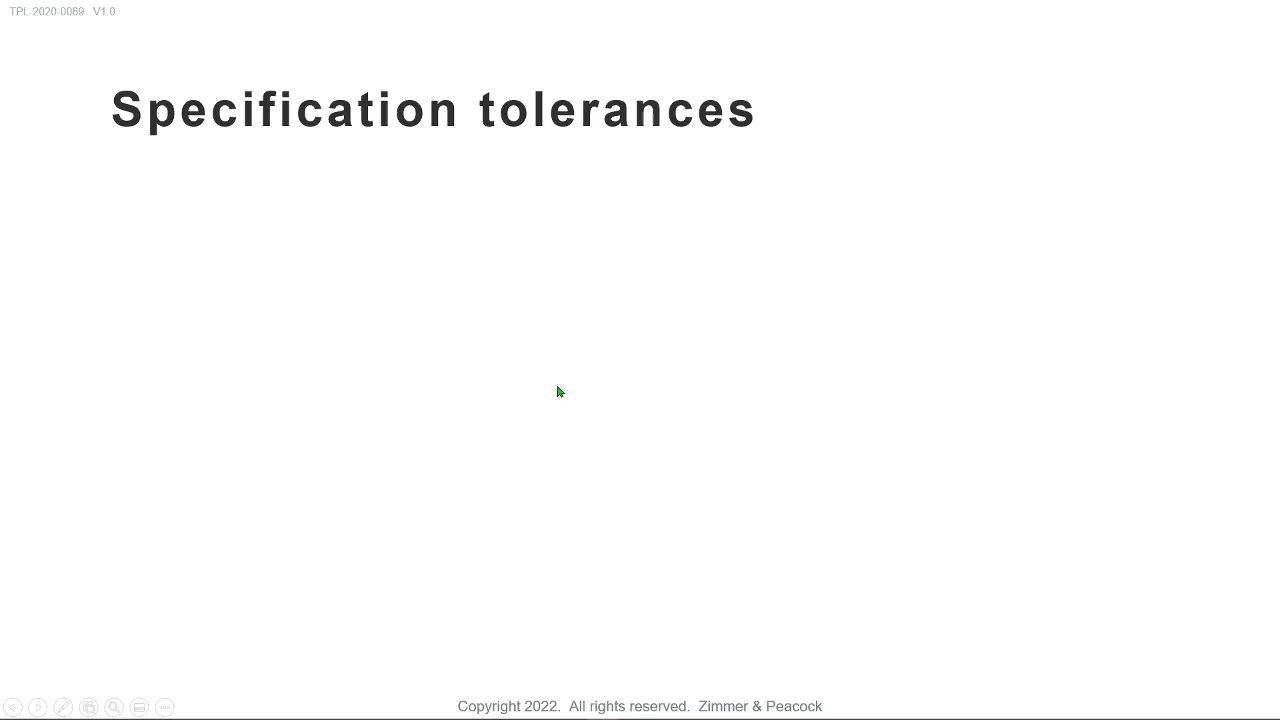 TPL-2020-0069 V1.0
Specification tolerances
Copyright 2022. All rights reserved. Zimmer & Peacock